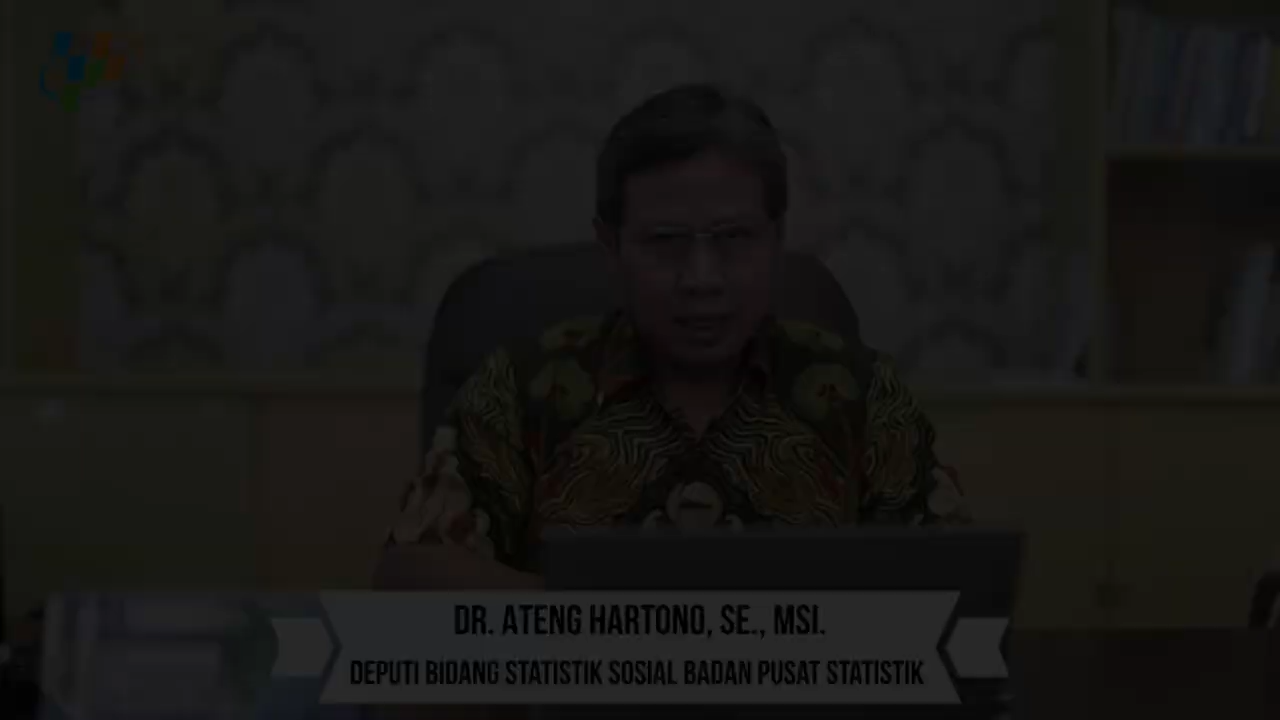 DR. ATENG HARTONO, SE., MSI.
DEPUTI BIDANG STATISTIK SOSIAL BADAN PUSAT STATISTIK